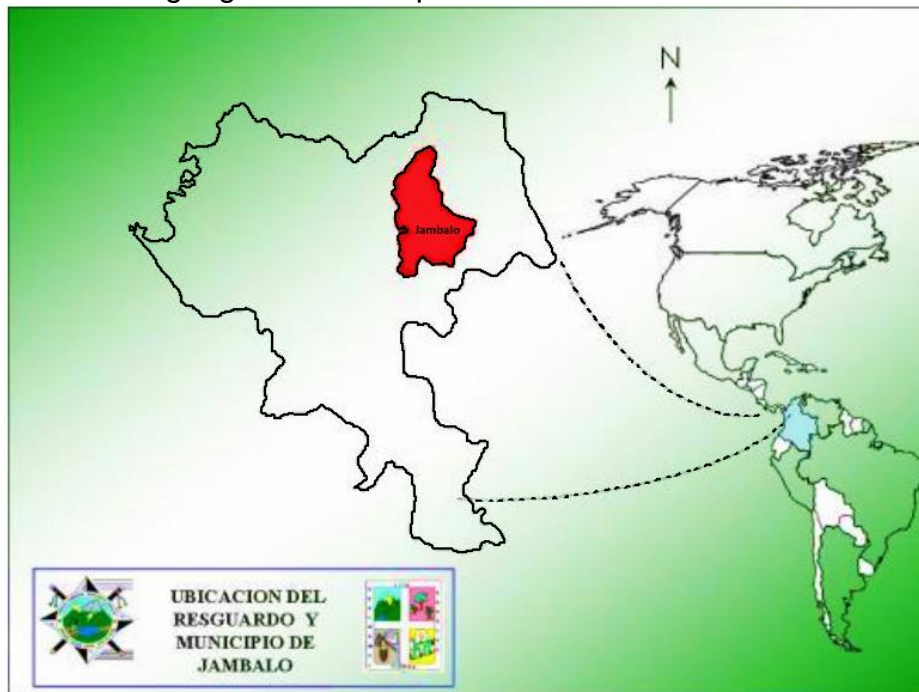 N
Jambalo
UBICACION DEL
RESGUARDO Y
MUNICIPIO DE
JAMBALO